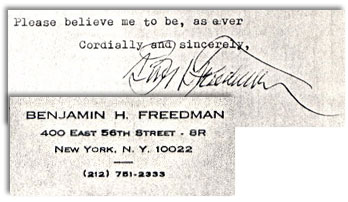 Please believe me to be, as aver
Cordially and sincerely,
BENJAMIN H. FREEDMAN
400 EAST 56TH STREET - 8R
NEW YORK, N. Y. 10022
(212) 751-2333